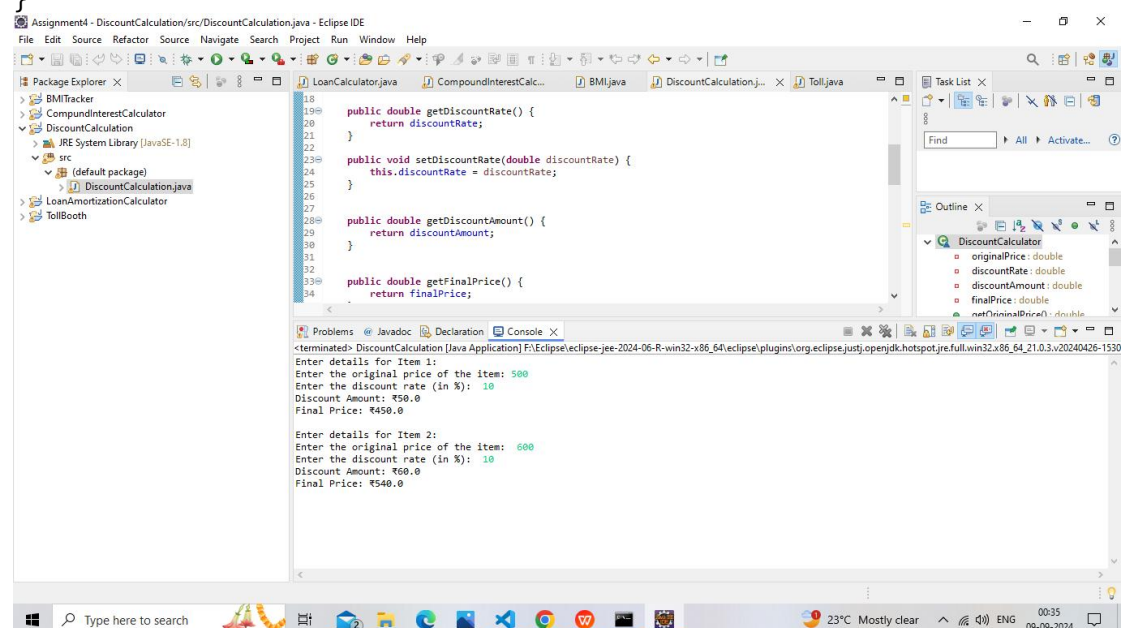 }
Assignment4 - DiscountCalculation/src/DiscountCalculation.java - Eclipse IDE
File Edit Source Refactor Source Navigate Search Project Run Window Help
Package Explorer
BMITracker
CompundInterestCalculator
DiscountCalculation
JRE System Library [JavaSE-1.8]
src
(default package)
DiscountCalculation.java
LoanAmortizationCalculator
TollBooth
LoanCalculator.java CompoundInterestCalc... BMI.java DiscountCalculation.j... Toll.java
18
19 public double getDiscountRate() {
20 return discountRate;
21 }
22
23 public void setDiscountRate(double discountRate) {
24 this.discountRate = discountRate;
25 }
26
27
28 public double getDiscountAmount() {
29 return discountAmount;
30 }
31
32
33 public double getFinalPrice() {
34 return finalPrice;
Task List
Find All Activate...
Outline
DiscountCalculator
originalPrice : double
discountRate : double
discountAmount : double
finalPrice : double
getOriginalPrice() : double
Problems Javadoc Declaration Console
<terminated> DiscountCalculation [Java Application] F:\Eclipse\eclipse-jee-2024-06-R-win32-x86_64\eclipse\plugins\org.eclipse.justj.openjdk.hotspot.jre.full.win32.x86_64_21.0.3.v20240426-1530
Enter details for Item 1:
Enter the original price of the item: 500
Enter the discount rate (in %): 10
Discount Amount: ₹50.0
Final Price: ₹450.0
Enter details for Item 2:
Enter the original price of the item: 600
Enter the discount rate (in %): 10
Discount Amount: ₹60.0
Final Price: ₹540.0
Type here to search
23°C Mostly clear
ENG
00:35
09-09-2024